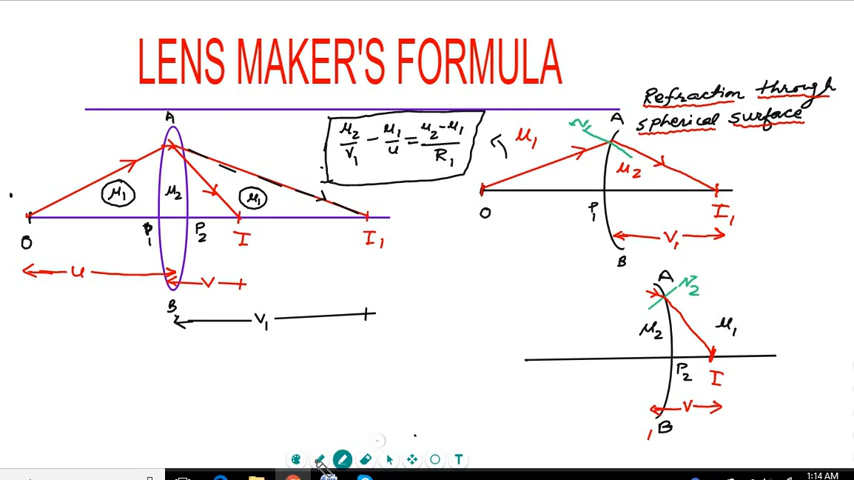 LENS MAKER'S FORMULA
Refraction through
spherical surface
A
μ2/v1 − μ1/u = μ2−μ1/R1
μ1
A
N
μ2
μ1
μ2
μ1
O
P1
I1
O
P1
P2
I
I1
V1
B
u
v
A
N2
B
V1
μ2
μ1
P2
I
v
B
T
1:14 AM